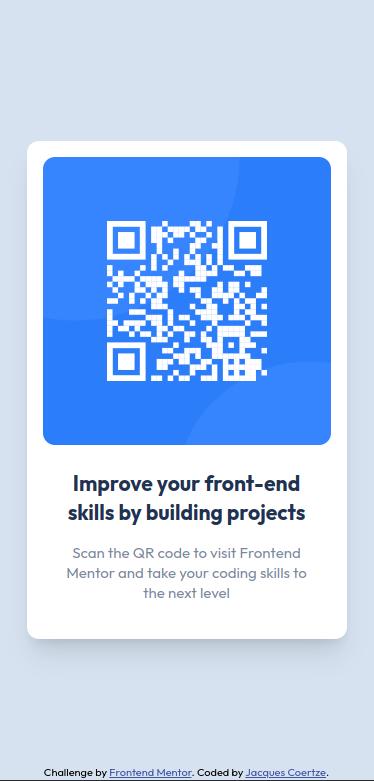 Improve your front-end
skills by building projects
Scan the QR code to visit Frontend
Mentor and take your coding skills to
the next level
Challenge by Frontend Mentor. Coded by Jacques Coertze.